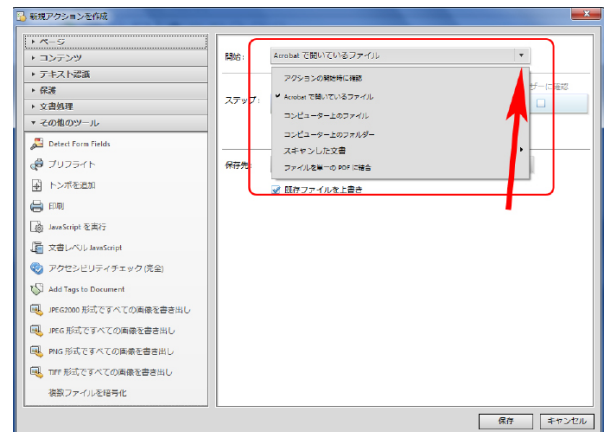 新規アクションを作成
ページ
コンテンツ
テキスト認識
保護
文書処理
その他のツール
Detect Form Fields
プリフライト
トンボを追加
印刷
JavaScript を実行
文書レベル JavaScript
アクセシビリティチェック(完全)
Add Tags to Document
JPEG2000 形式ですべての画像を書き出し
JPEG 形式ですべての画像を書き出し
PNG 形式ですべての画像を書き出し
TIFF 形式ですべての画像を書き出し
複数ファイルを暗号化
開始:
Acrobat で開いているファイル
アクションの開始時に確認
Acrobat で開いているファイル
コンピューター上のファイル
コンピューター上のフォルダー
スキャンした文書
ファイルを単一の PDF に結合
ステップ:
ザーに確認
保存先:
既存ファイルを上書き
保存
キャンセル